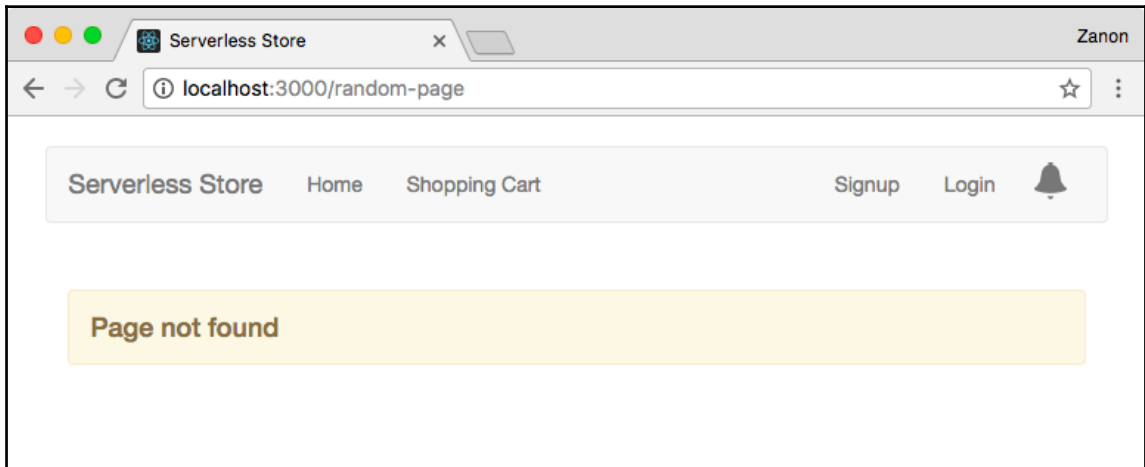 Serverless Store
Zanon
localhost:3000/random-page
Serverless Store Home Shopping Cart Signup Login
Page not found